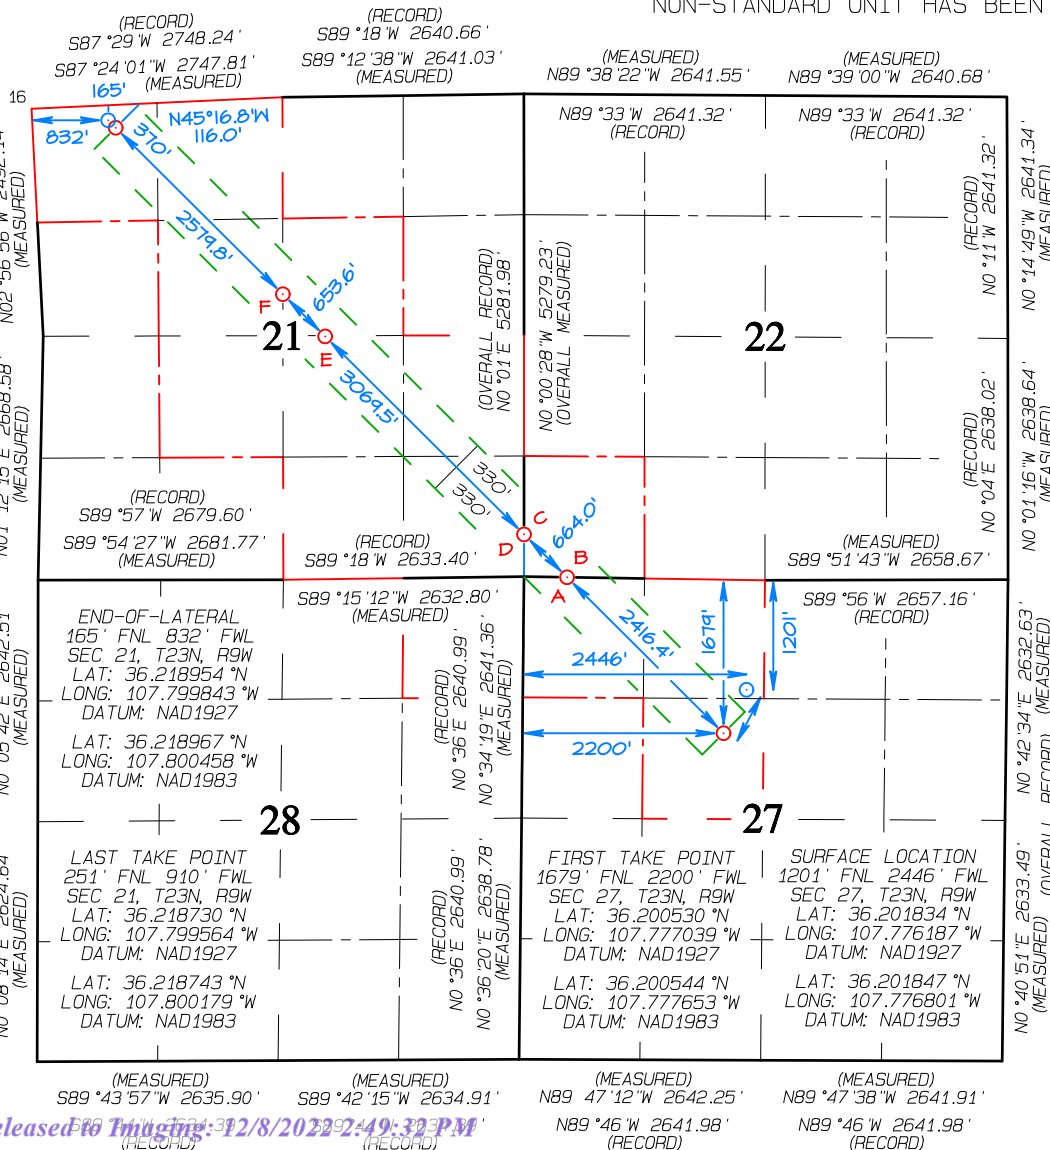 NON-STANDARD UNIT HAS BEEN
(RECORD)
S87°29'W 2748.24'
S87°24'01"W 2747.81'
(MEASURED)
(RECORD)
S89°18'W 2640.66'
S89°12'38"W 2641.03'
(MEASURED)
(MEASURED)
N89°38'22"W 2641.55'
(MEASURED)
N89°39'00"W 2640.68'
N89°33'W 2641.32'
(RECORD)
N89°33'W 2641.32'
(RECORD)
16
165'
832'
N45°16.8'W
116.0'
370'
2579.8'
653.6'
F
E
21
22
3069.5'
330'
330'
(MEASURED)
(MEASURED)
N01°12'15"E 2668.58'
(OVERALL RECORD)
N0°01'E 5281.98'
N0°00'28"W 5279.23'
(OVERALL MEASURED)
(RECORD)
N0°11'W 2641.32'
N0°14'49"W 2641.34'
(MEASURED)
(RECORD)
N0°04'E 2638.02'
N0°01'16"W 2638.64'
(MEASURED)
(RECORD)
S89°57'W 2679.60'
S89°54'27"W 2681.77'
(MEASURED)
(RECORD)
S89°18'W 2633.40'
C
D
664.0'
B
A
(MEASURED)
S89°51'43"W 2658.67'
S89°15'12"W 2632.80'
(MEASURED)
S89°56'W 2657.16'
END-OF-LATERAL
165' FNL 832' FWL
SEC 21, T23N, R9W
LAT: 36.218954°N
LONG: 107.799843°W
DATUM: NAD1927
LAT: 36.218967°N
LONG: 107.800458°W
DATUM: NAD1983
2416.4'
1679'
1201'
2446'
2200'
(MEASURED)
(RECORD)
N0°36'E 2640.99'
N0°34'19"E 2641.36'
(MEASURED)
N0°42'34"E 2632.63'
(MEASURED)
28
27
LAST TAKE POINT
251' FNL 910' FWL
SEC 21, T23N, R9W
LAT: 36.218730°N
LONG: 107.799564°W
DATUM: NAD1927
LAT: 36.218743°N
LONG: 107.800179°W
DATUM: NAD1983
(MEASURED)
(RECORD)
N0°36'E 2640.99'
N0°36'20"E 2638.78'
(MEASURED)
FIRST TAKE POINT
1679' FNL 2200' FWL
SEC 27, T23N, R9W
LAT: 36.200530°N
LONG: 107.777039°W
DATUM: NAD1927
LAT: 36.200544°N
LONG: 107.777653°W
DATUM: NAD1983
SURFACE LOCATION
1201' FNL 2446' FWL
SEC 27, T23N, R9W
LAT: 36.201834°N
LONG: 107.776187°W
DATUM: NAD1927
LAT: 36.201847°N
LONG: 107.776801°W
DATUM: NAD1983
N0°40'51"E 2633.49'
(MEASURED)
(OVERALL RECORD)
(MEASURED)
S89°43'57"W 2635.90'
(RECORD)
(MEASURED)
S89°42'15"W 2634.91'
(RECORD)
(MEASURED)
N89 47'12"W 2642.25'
N89°46'W 2641.98'
(RECORD)
(MEASURED)
N89°47'38"W 2641.91'
N89°46'W 2641.98'
(RECORD)
eleased to Imaging: 12/8/2022 2:49:32 PM